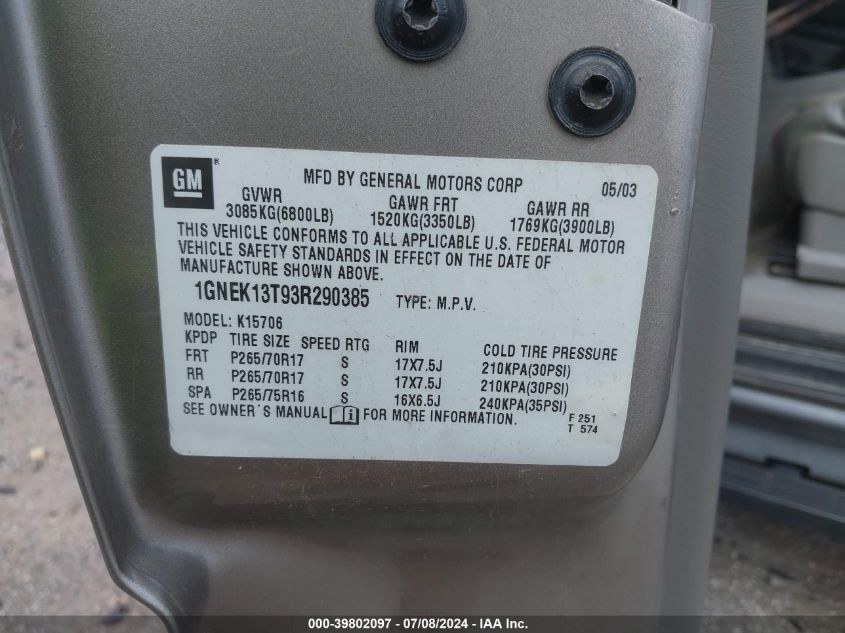 GM ® MFD BY GENERAL MOTORS CORP 05/03
GVWR GAWR FRT GAWR RR
3085KG(6800LB) 1520KG(3350LB) 1769KG(3900LB)
THIS VEHICLE CONFORMS TO ALL APPLICABLE U.S. FEDERAL MOTOR
VEHICLE SAFETY STANDARDS IN EFFECT ON THE DATE OF
MANUFACTURE SHOWN ABOVE.
1GNEK13T93R290385 TYPE: M.P.V.
MODEL: K15706
KPDP TIRE SIZE SPEED RTG RIM COLD TIRE PRESSURE
FRT P265/70R17 S 17X7.5J 210KPA(30PSI)
RR P265/70R17 S 17X7.5J 210KPA(30PSI)
SPA P265/75R16 S 16X6.5J 240KPA(35PSI)
SEE OWNER'S MANUAL i FOR MORE INFORMATION. F 251
T 574
000-39802097 - 07/08/2024 - IAA Inc.